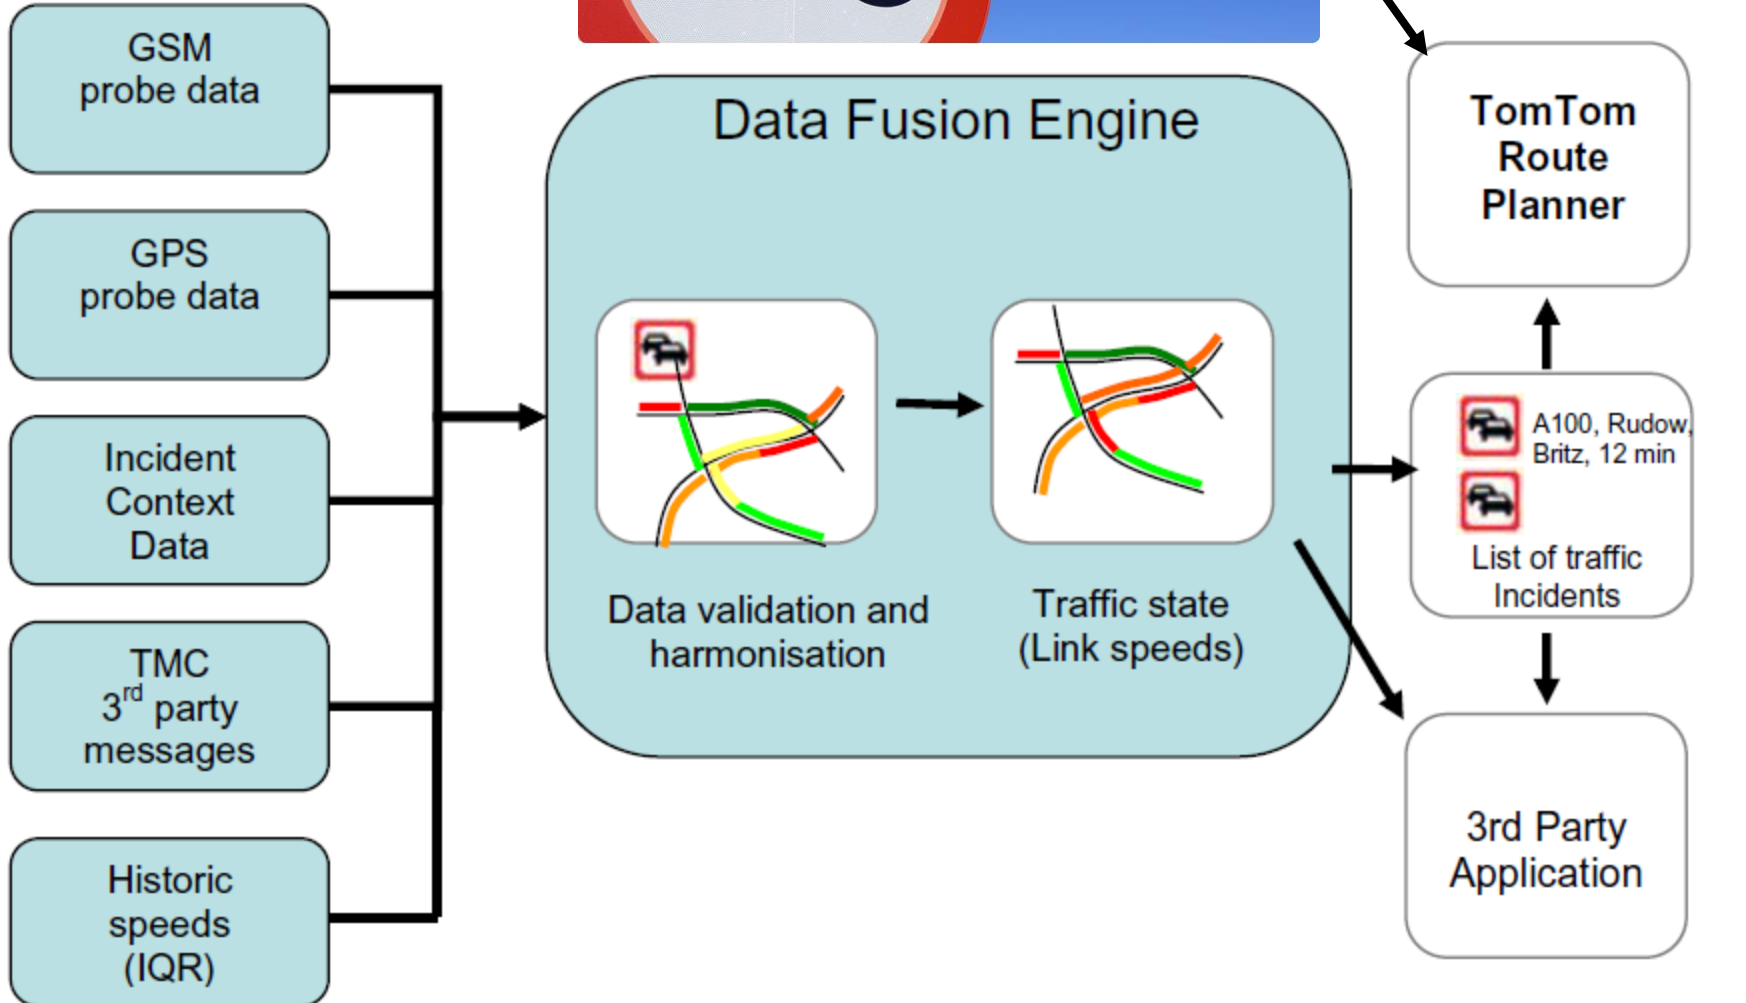 GSM
probe data
GPS
probe data
Incident
Context
Data
TMC
3rd party
messages
Historic
speeds
(IQR)
Data Fusion Engine
Data validation and
harmonisation
Traffic state
(Link speeds)
TomTom
Route
Planner
A100, Rudow,
Britz, 12 min
List of traffic
Incidents
3rd Party
Application